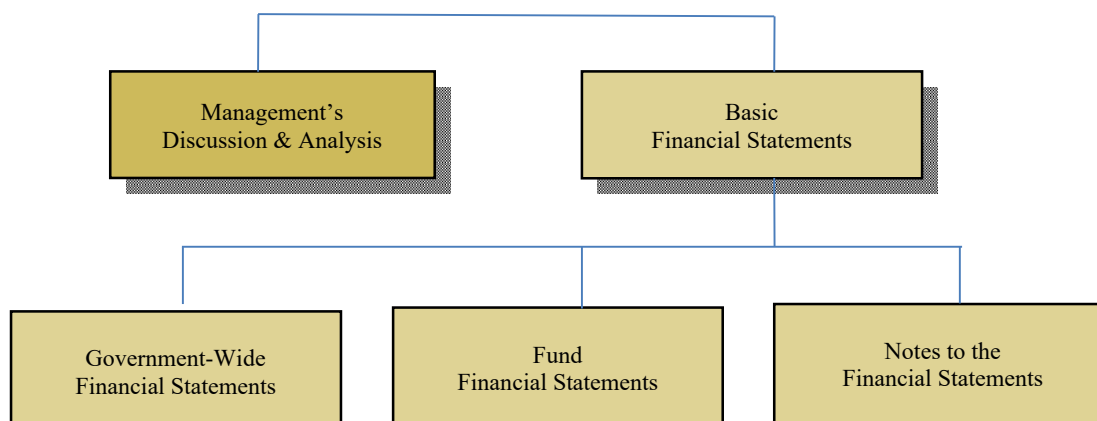 Management’s
Discussion & Analysis
Basic
Financial Statements
Government-Wide
Financial Statements
Fund
Financial Statements
Notes to the
Financial Statements